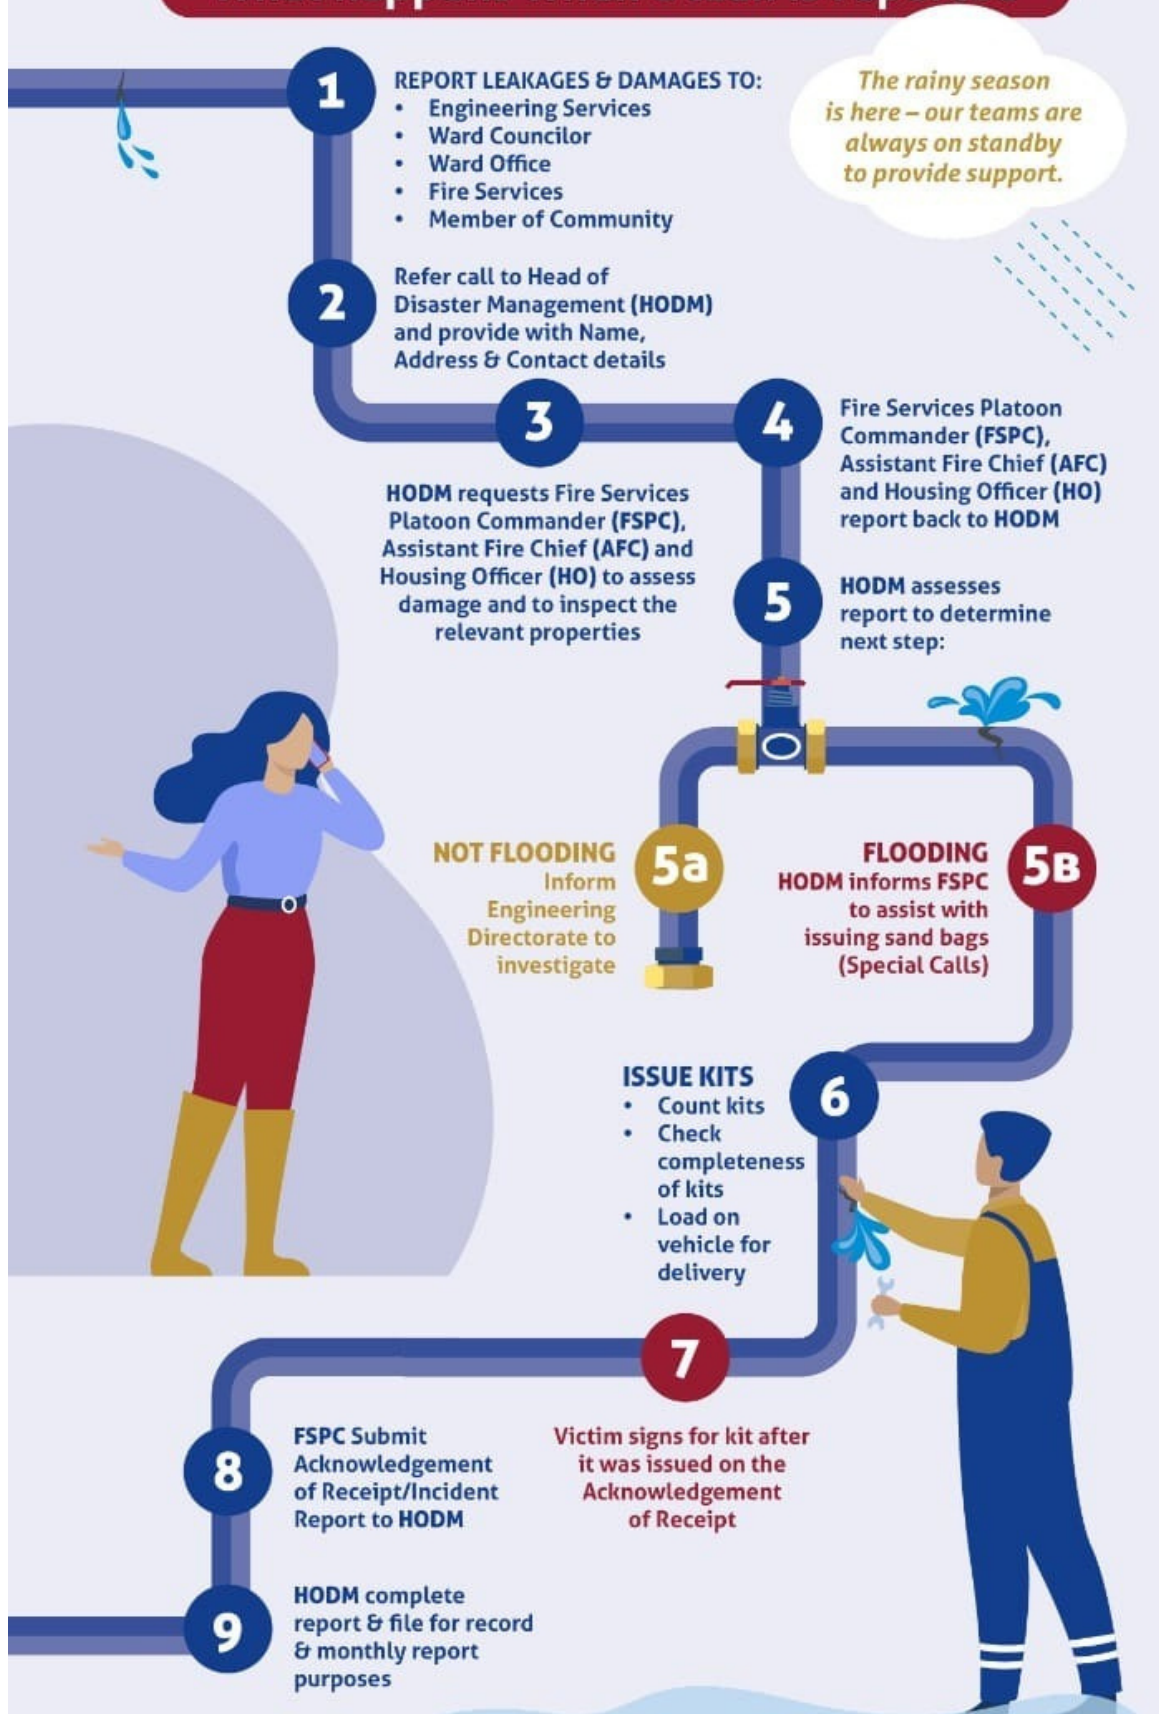 The rainy season
is here – our teams are
always on standby
to provide support.
1
REPORT LEAKAGES & DAMAGES TO:
• Engineering Services
• Ward Councilor
• Ward Office
• Fire Services
• Member of Community
2
Refer call to Head of
Disaster Management (HODM)
and provide with Name,
Address & Contact details
3
HODM requests Fire Services
Platoon Commander (FSPC),
Assistant Fire Chief (AFC) and
Housing Officer (HO) to assess
damage and to inspect the
relevant properties
4
Fire Services Platoon
Commander (FSPC),
Assistant Fire Chief (AFC)
and Housing Officer (HO)
report back to HODM
5
HODM assesses
report to determine
next step:
5a
NOT FLOODING
Inform
Engineering
Directorate to
investigate
5B
FLOODING
HODM informs FSPC
to assist with
issuing sand bags
(Special Calls)
6
ISSUE KITS
• Count kits
• Check
completeness
of kits
• Load on
vehicle for
delivery
7
Victim signs for kit after
it was issued on the
Acknowledgement
of Receipt
8
FSPC Submit
Acknowledgement
of Receipt/Incident
Report to HODM
9
HODM complete
report & file for record
& monthly report
purposes